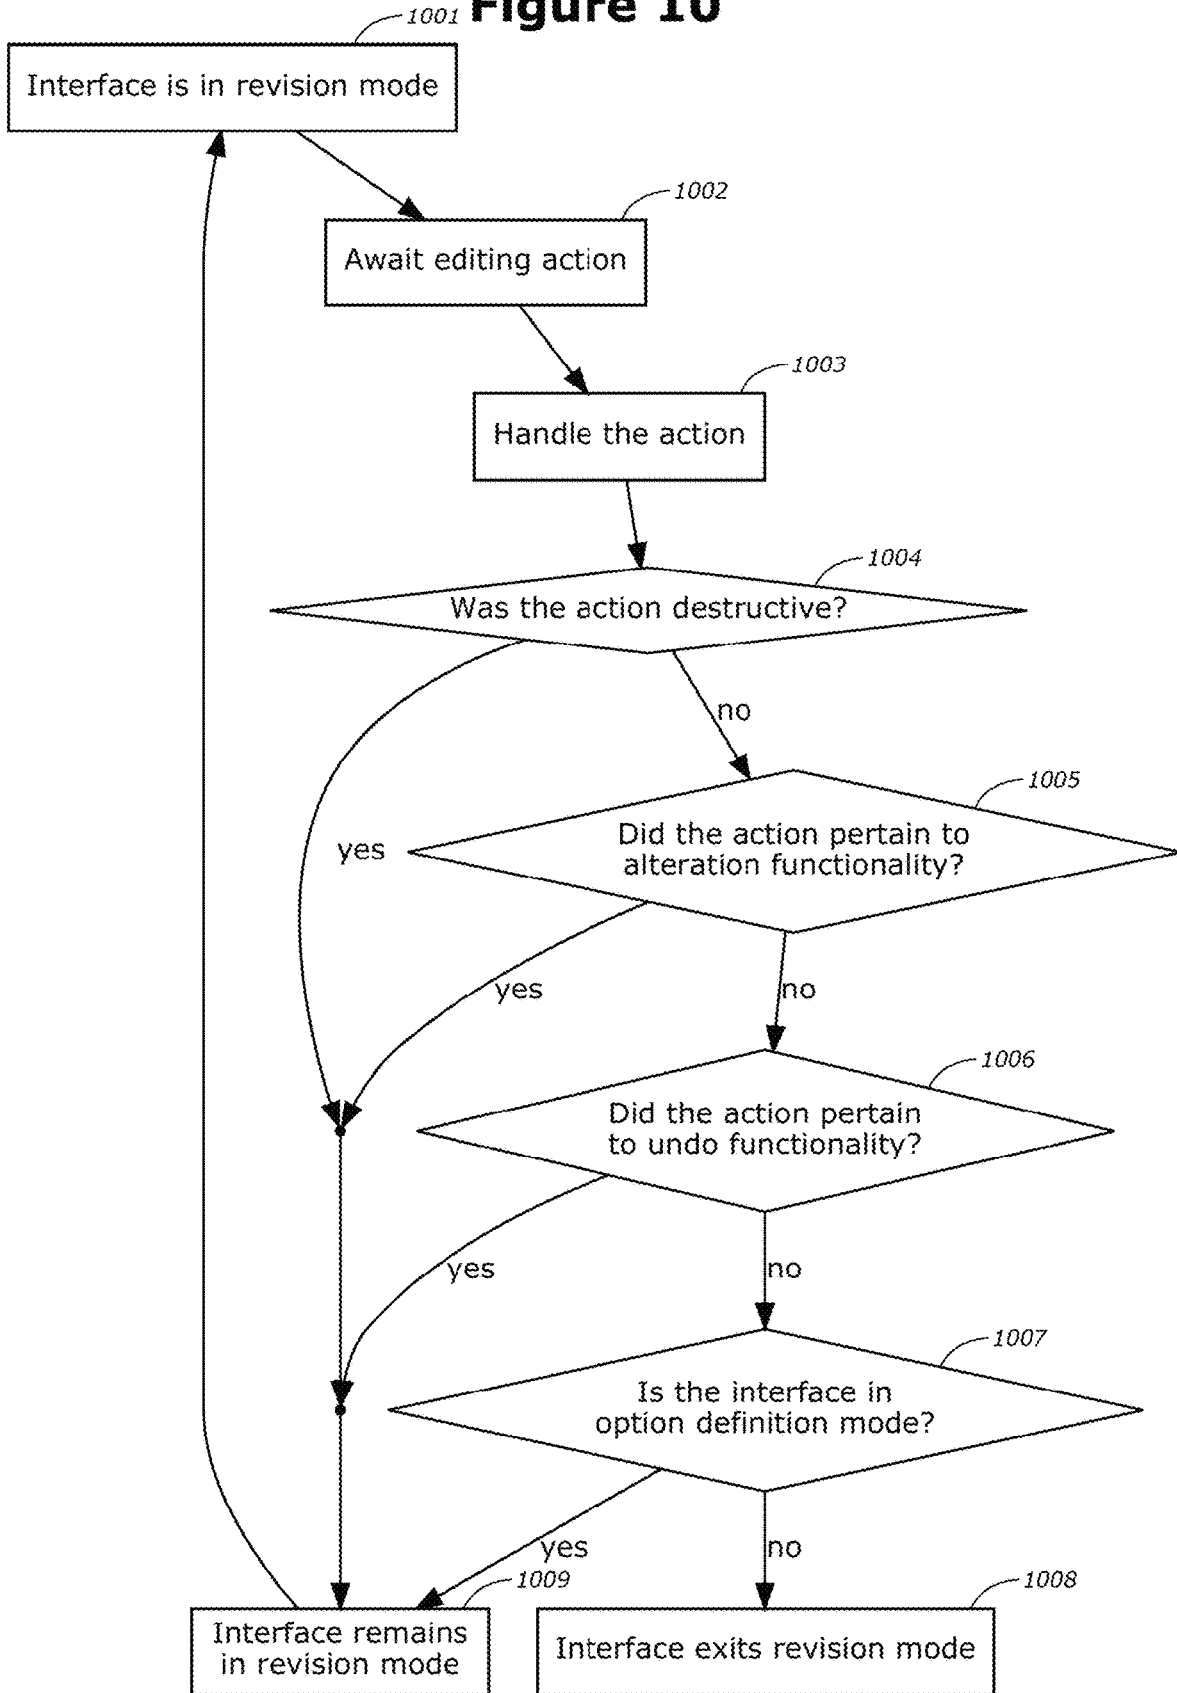 Figure 10
1001
Interface is in revision mode
1002
Await editing action
1003
Handle the action
1004
Was the action destructive?
no
1005
Did the action pertain to
alteration functionality?
yes
yes
no
1006
Did the action pertain
to undo functionality?
yes
no
1007
Is the interface in
option definition mode?
yes
no
1009
1008
Interface remains
in revision mode
Interface exits revision mode